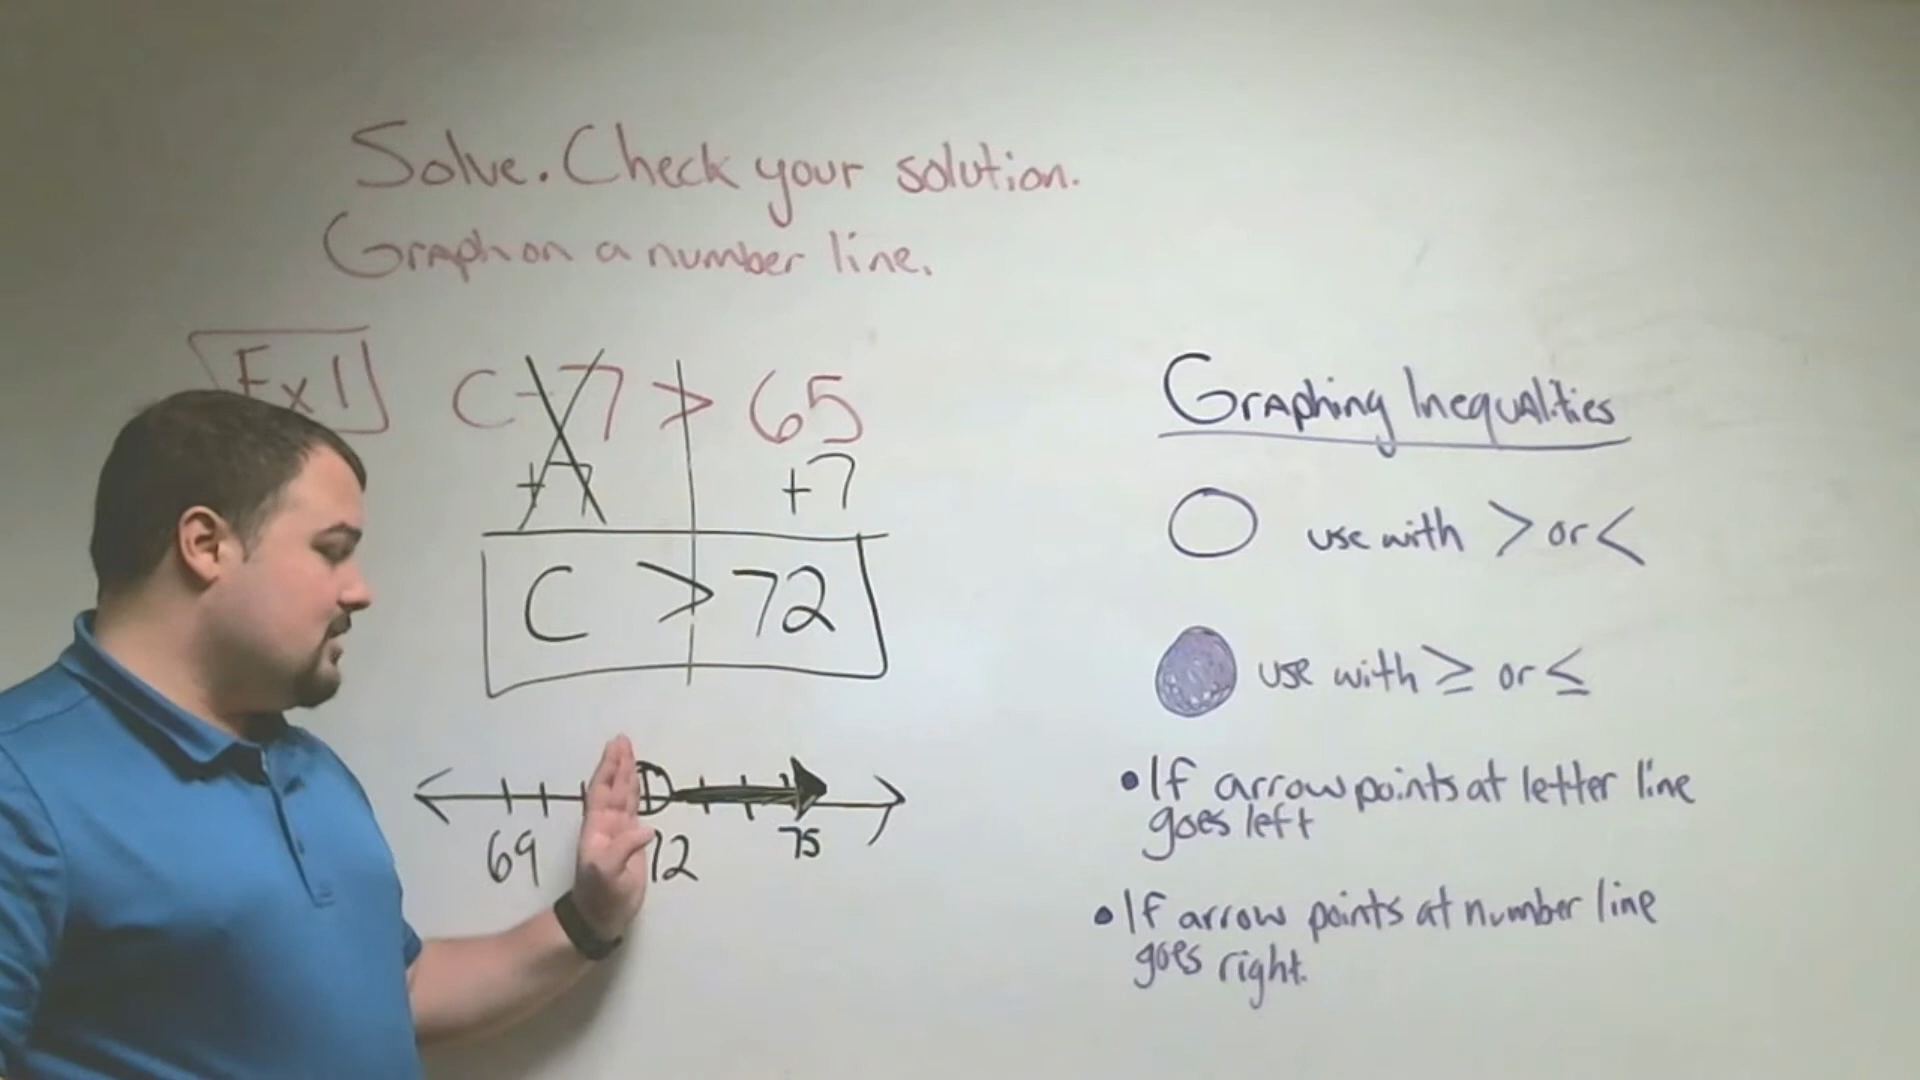 Solve. Check your solution.
Graph on a number line.
Ex 1
C - 7 > 65
+7 +7
C > 72
69 72 75
Graphing Inequalities
use with > or <
use with ≥ or ≤
• If arrow points at letter line
goes left
• If arrow points at number line
goes right.